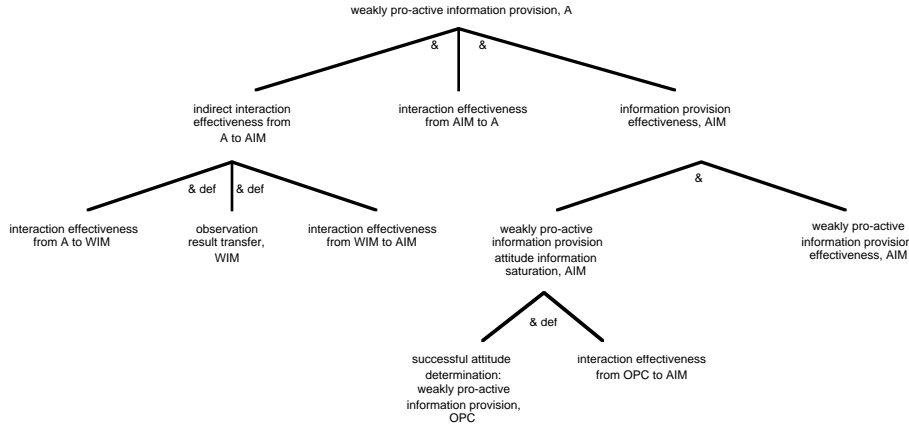 weakly pro-active information provision, A
& &
indirect interaction
effectiveness from
A to AIM
interaction effectiveness
from AIM to A
information provision
effectiveness, AIM
& def & def
&
interaction effectiveness
from A to WIM
observation
result transfer,
WIM
interaction effectiveness
from WIM to AIM
weakly pro-active
information provision
attitude information
saturation, AIM
weakly pro-active
information provision
effectiveness, AIM
& def
successful attitude
determination:
weakly pro-active
information provision,
OPC
interaction effectiveness
from OPC to AIM